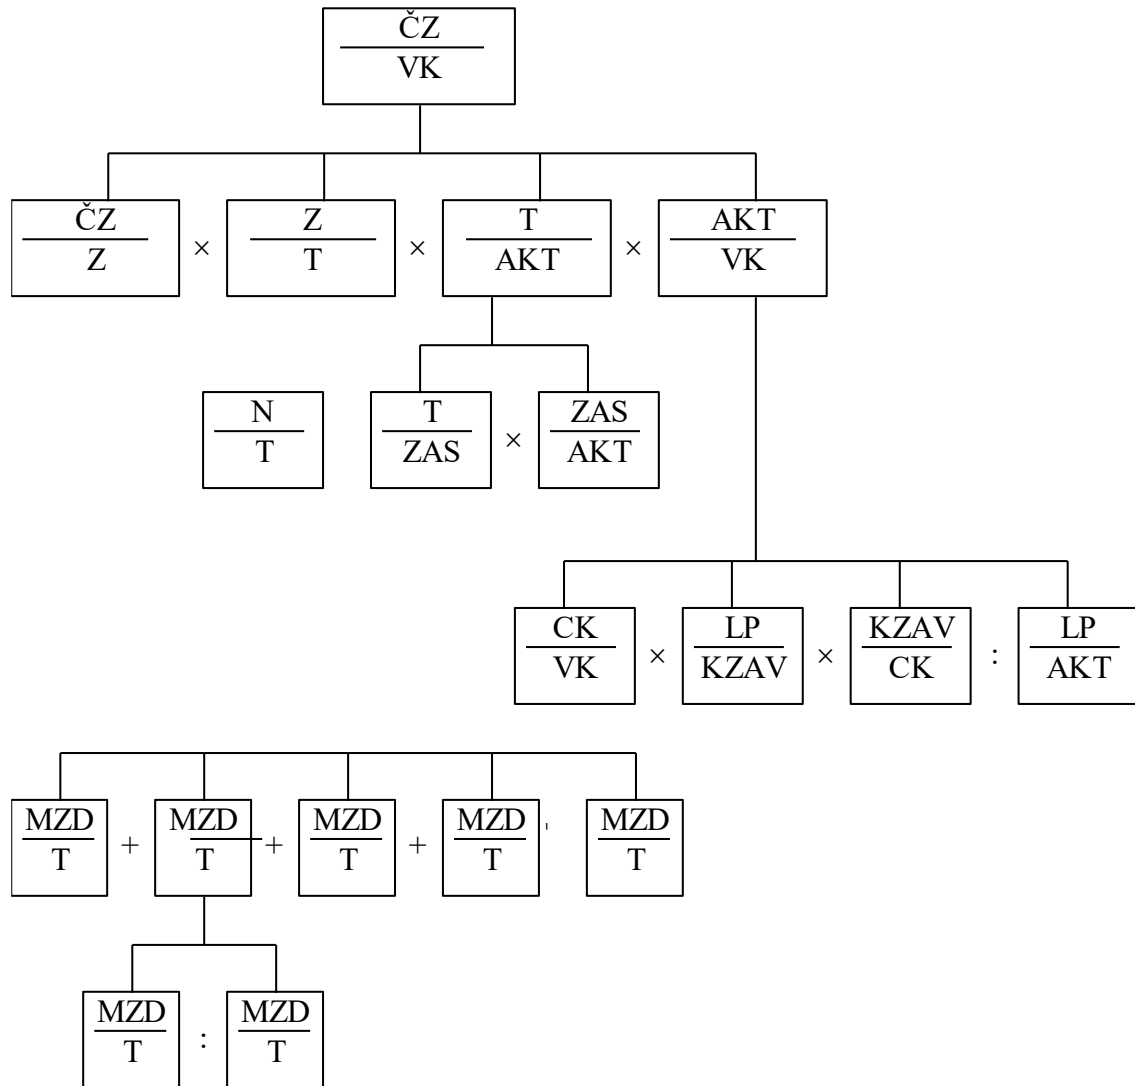 ČZ
VK
ČZ × Z × T × AKT
Z T AKT VK
N T × ZAS
T ZAS AKT
CK × LP × KZAV : LP
VK KZAV CK AKT
MZD + MZD + MZD + MZD MZD
T T T T T
MZD : MZD
T T